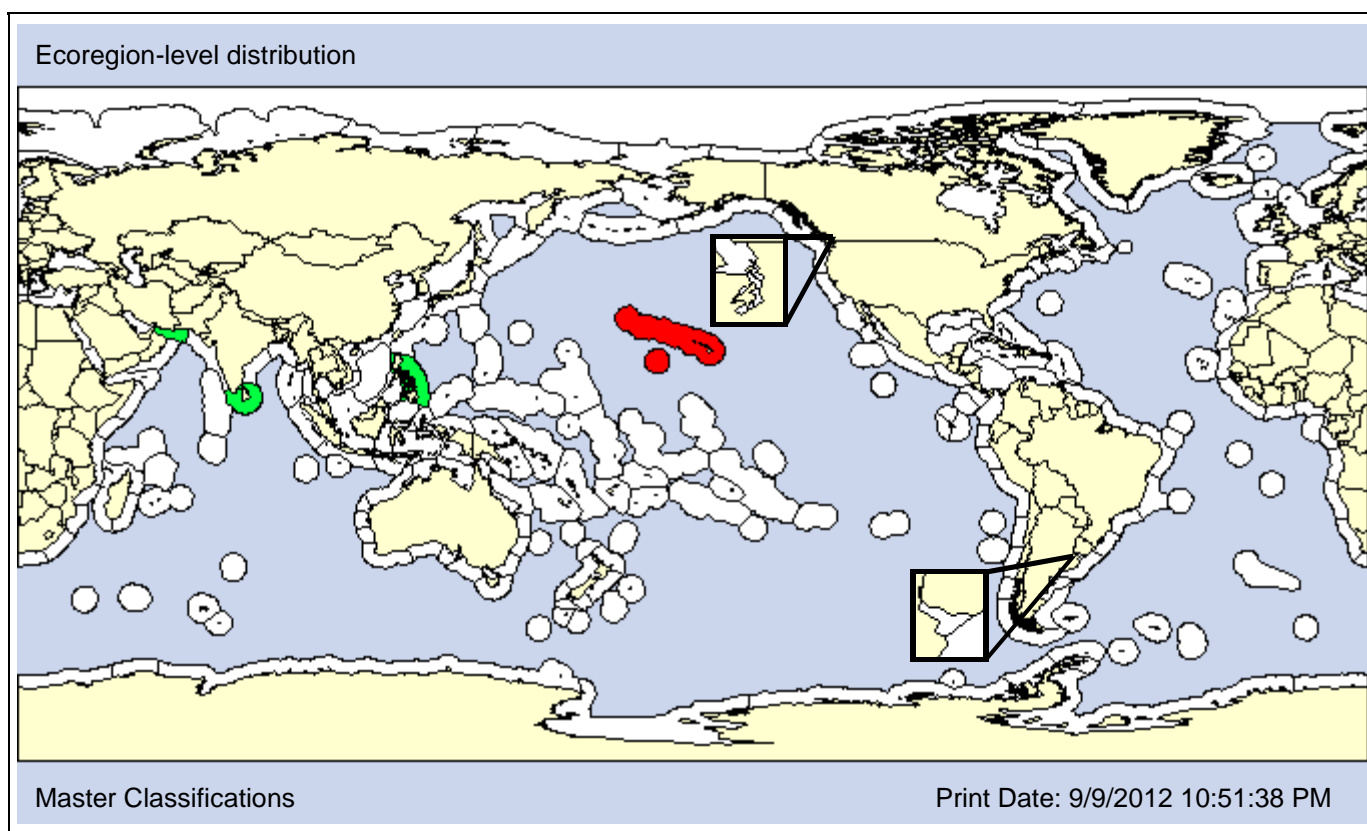 Ecoregion-level distribution
Master Classifications
Print Date: 9/9/2012 10:51:38 PM